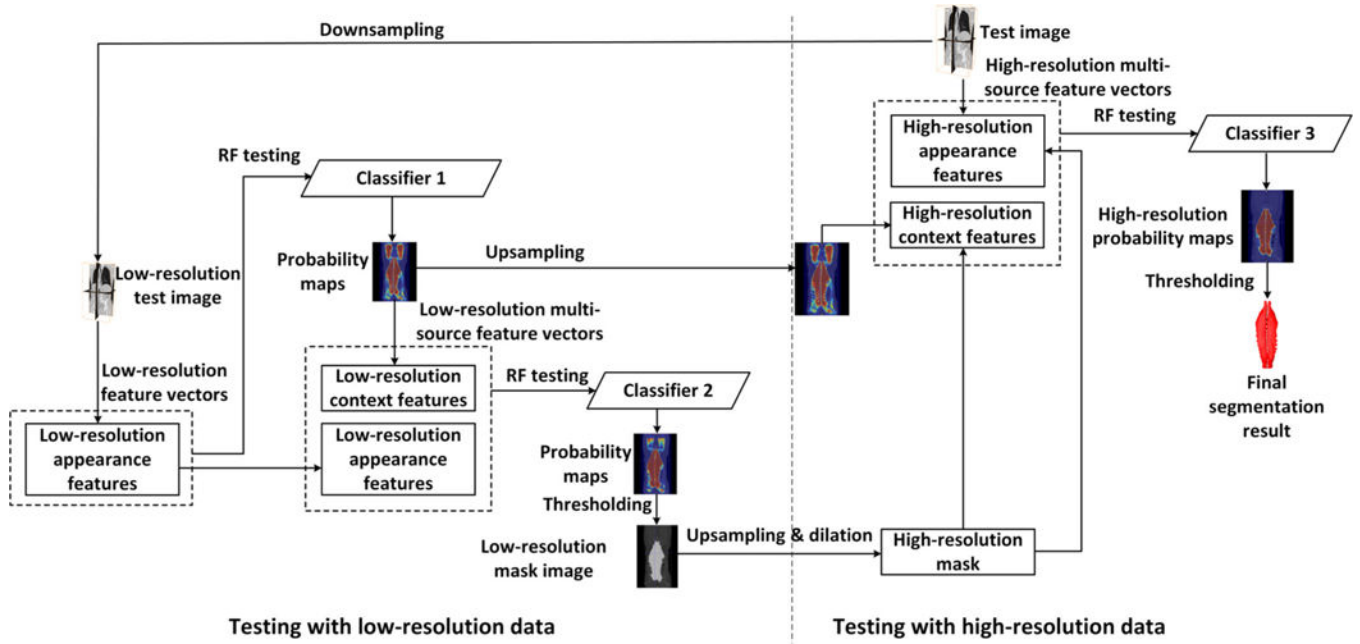 Downsampling
Test image
High-resolution multi-
source feature vectors
RF testing
Classifier 3
High-resolution
appearance
features
High-resolution
context features
High-resolution
probability maps
Thresholding
Final
segmentation
result
RF testing
Classifier 1
Probability
maps
Upsampling
Low-resolution
test image
Low-resolution multi-
source feature vectors
Low-resolution
feature vectors
Low-resolution
appearance
features
Low-resolution
context features
Low-resolution
appearance
features
RF testing
Classifier 2
Probability
maps
Thresholding
Low-resolution
mask image
Upsampling & dilation
High-resolution
mask
Testing with low-resolution data
Testing with high-resolution data